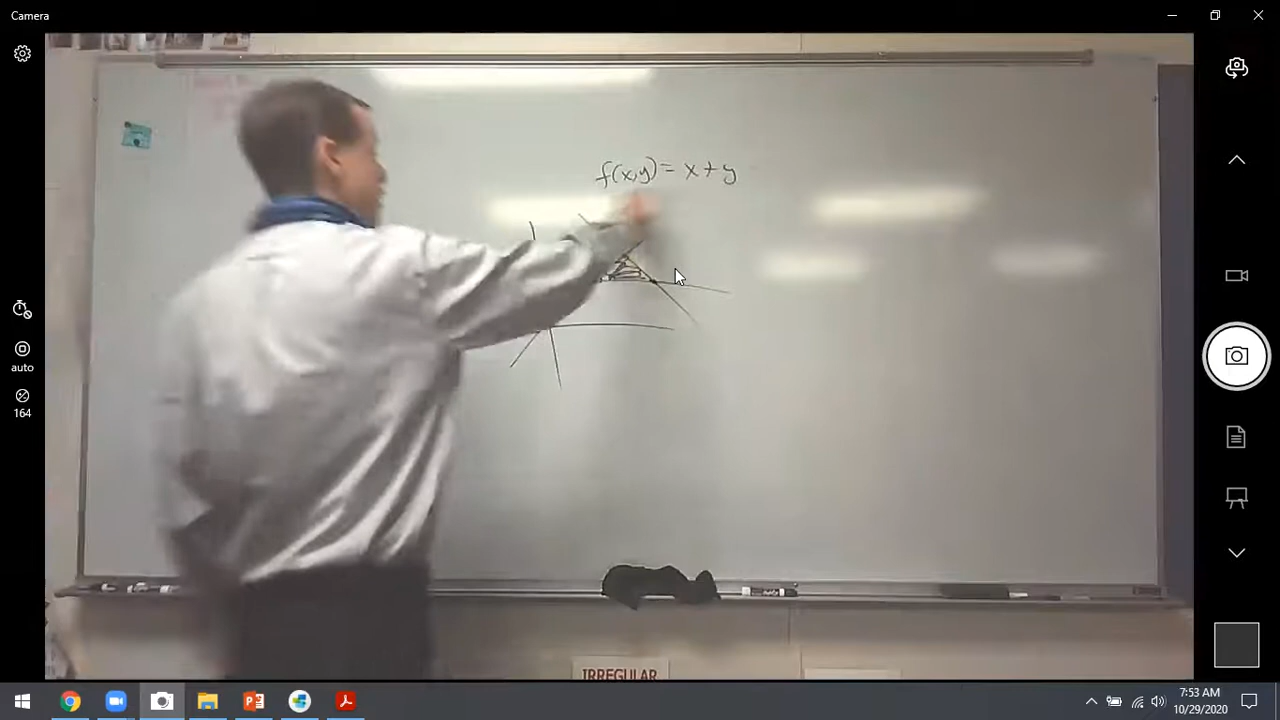 Camera
f(x,y) = x + y
auto
164
IRREGULAR
7:53 AM
10/29/2020